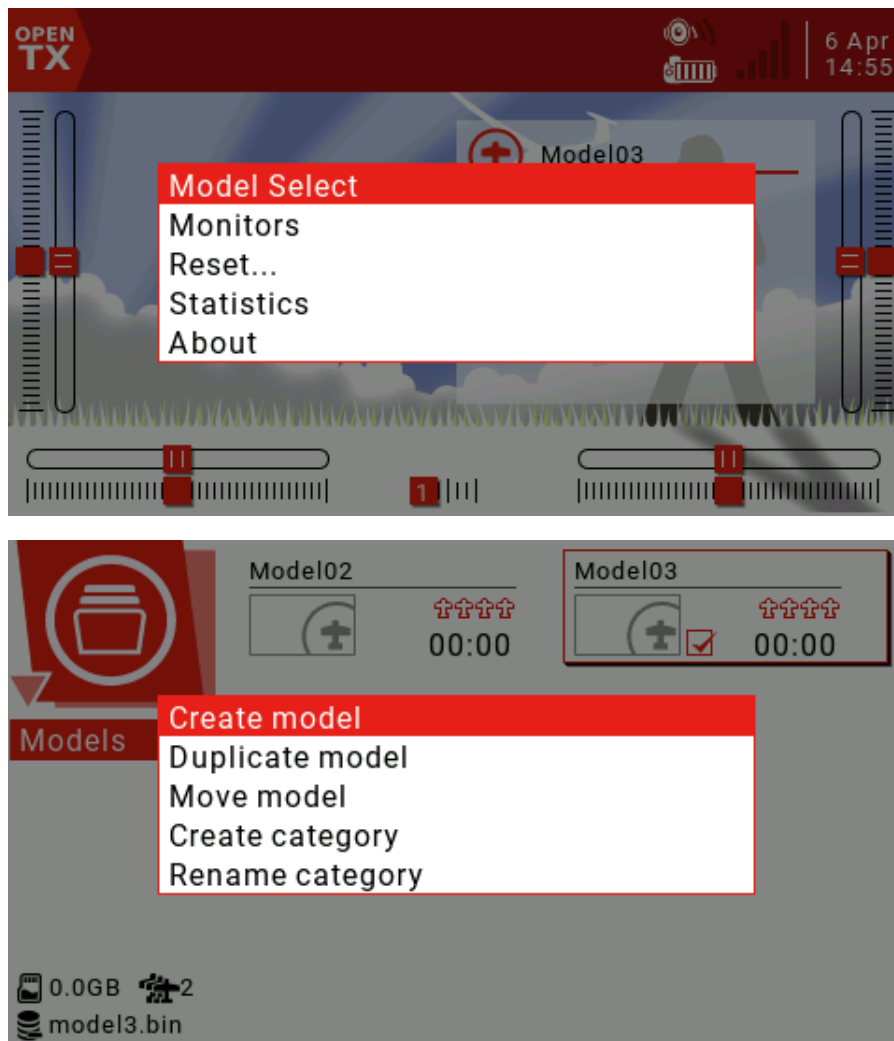 OPEN
TX
6 Apr
14:55
Model03
Model Select
Monitors
Reset...
Statistics
About
1
Model02
00:00
Model03
00:00
Models
Create model
Duplicate model
Move model
Create category
Rename category
0.0GB
2
model3.bin